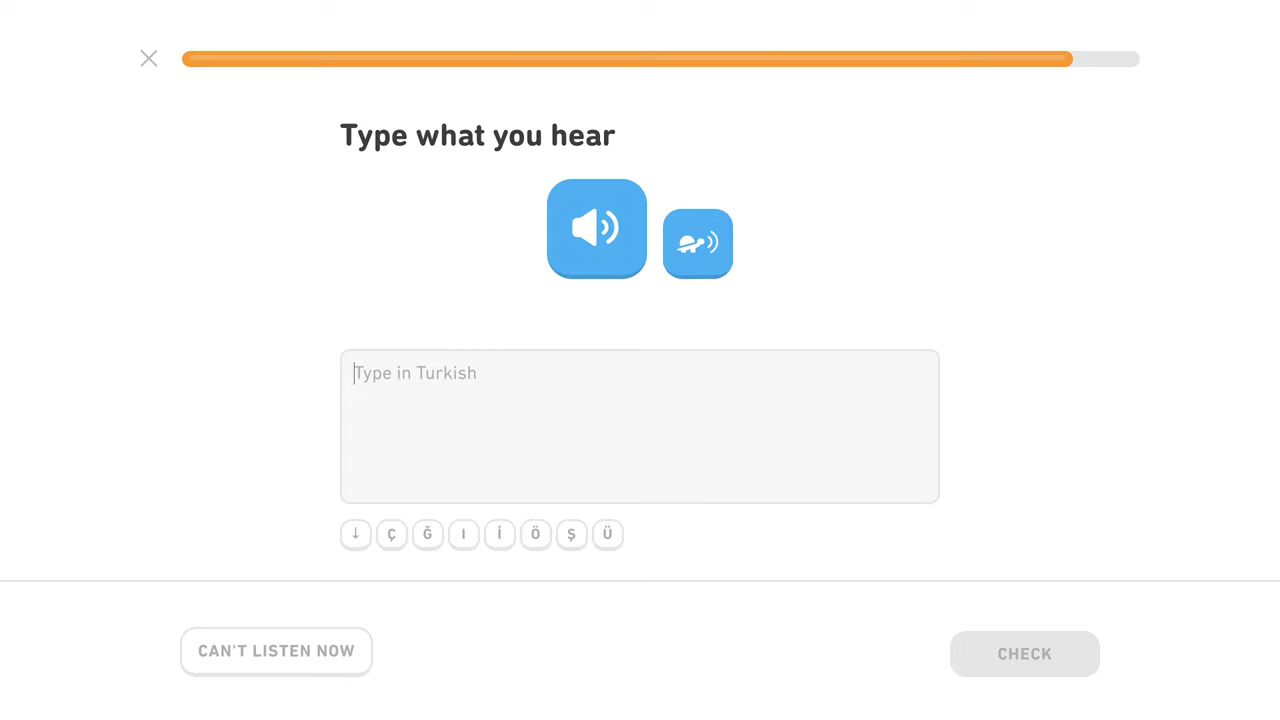 Type what you hear
Type in Turkish
↓ Ç Ğ I İ Ö Ş Ü
CAN'T LISTEN NOW
CHECK